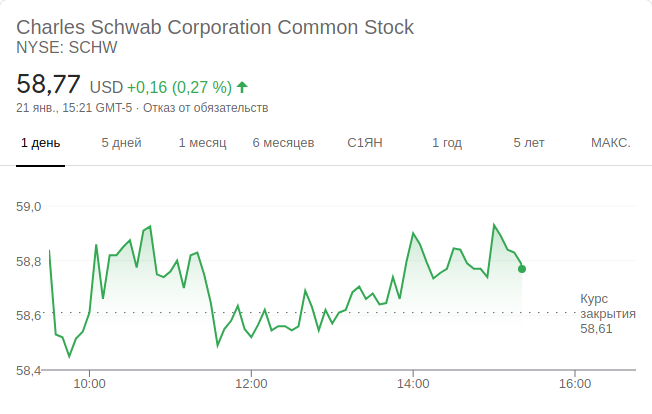 Charles Schwab Corporation Common Stock
NYSE: SCHW
58,77 USD +0,16 (0,27 %)
21 янв., 15:21 GMT-5 · Отказ от обязательств
1 день 5 дней 1 месяц 6 месяцев С1ЯН 1 год 5 лет МАКС.
59,0
58,8
58,6
58,4
Курс
закрытия
58,61
10:00 12:00 14:00 16:00